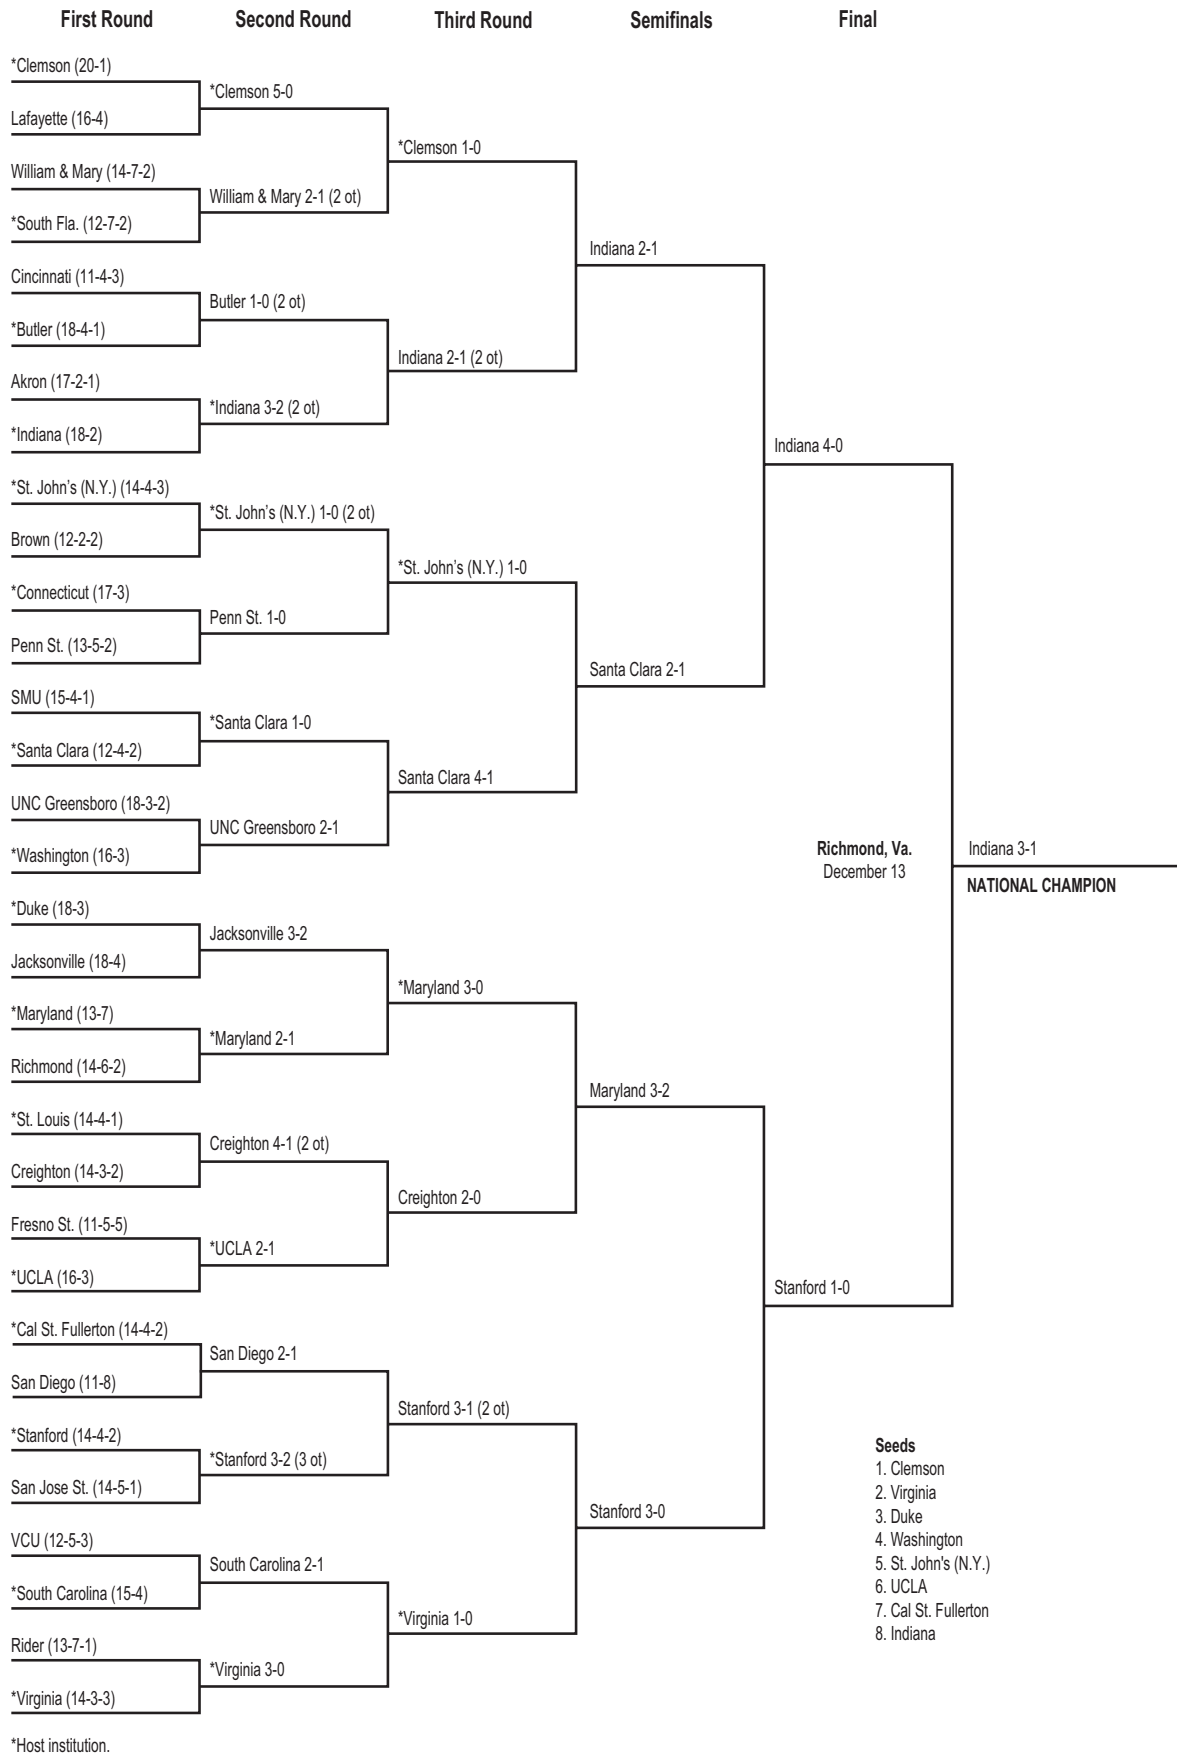 First Round
Second Round
Third Round
Semifinals
Final
*Clemson (20-1)
Lafayette (16-4)
William & Mary (14-7-2)
*South Fla. (12-7-2)
Cincinnati (11-4-3)
*Butler (18-4-1)
Akron (17-2-1)
*Indiana (18-2)
*St. John’s (N.Y.) (14-4-3)
Brown (12-2-2)
*Connecticut (17-3)
Penn St. (13-5-2)
SMU (15-4-1)
*Santa Clara (12-4-2)
UNC Greensboro (18-3-2)
*Washington (16-3)
*Duke (18-3)
Jacksonville (18-4)
*Maryland (13-7)
Richmond (14-6-2)
*St. Louis (14-4-1)
Creighton (14-3-2)
Fresno St. (11-5-5)
*UCLA (16-3)
*Cal St. Fullerton (14-4-2)
San Diego (11-8)
*Stanford (14-4-2)
San Jose St. (14-5-1)
VCU (12-5-3)
*South Carolina (15-4)
Rider (13-7-1)
*Virginia (14-3-3)
*Clemson 5-0
William & Mary 2-1 (2 ot)
Butler 1-0 (2 ot)
*Indiana 3-2 (2 ot)
*St. John’s (N.Y.) 1-0 (2 ot)
Penn St. 1-0
*Santa Clara 1-0
UNC Greensboro 2-1
Jacksonville 3-2
*Maryland 2-1
Creighton 4-1 (2 ot)
*UCLA 2-1
San Diego 2-1
*Stanford 3-2 (3 ot)
South Carolina 2-1
*Virginia 3-0
*Clemson 1-0
Indiana 2-1 (2 ot)
*St. John’s (N.Y.) 1-0
Santa Clara 4-1
*Maryland 3-0
Creighton 2-0
Stanford 3-1 (2 ot)
*Virginia 1-0
Indiana 2-1
Santa Clara 2-1
Maryland 3-2
Stanford 3-0
Indiana 4-0
Stanford 1-0
Richmond, Va.
December 13
Indiana 3-1
NATIONAL CHAMPION
Seeds
1. Clemson
2. Virginia
3. Duke
4. Washington
5. St. John's (N.Y.)
6. UCLA
7. Cal St. Fullerton
8. Indiana
*Host institution.